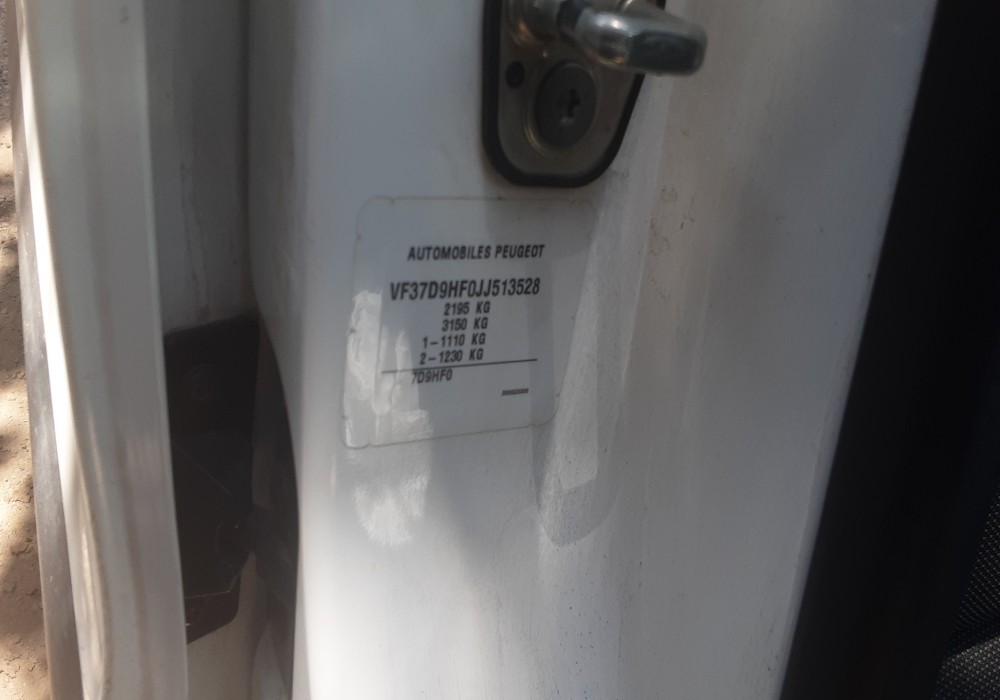 AUTOMOBILES PEUGEOT
VF37D9HF0JJ513528
2195 KG
3150 KG
1-1110 KG
2-1230 KG
7D9HF0